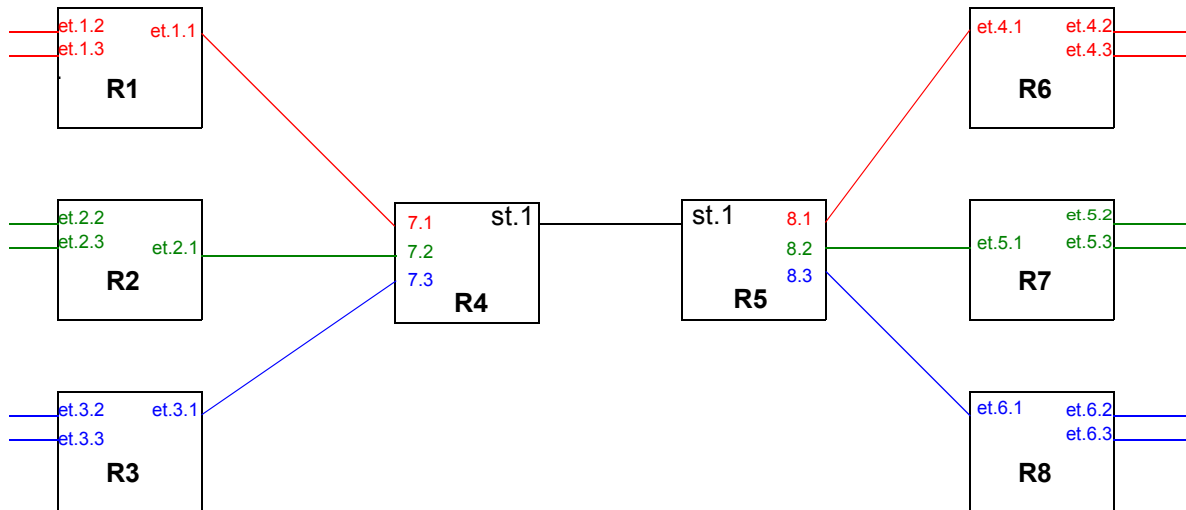 et.1.2
et.1.1
et.1.3
R1
et.4.1
et.4.2
et.4.3
R6
et.2.2
et.2.3
et.2.1
R2
7.1
st.1
7.2
7.3
R4
st.1
8.1
8.2
8.3
R5
et.5.2
et.5.1
et.5.3
R7
et.3.2
et.3.1
et.3.3
R3
et.6.1
et.6.2
et.6.3
R8